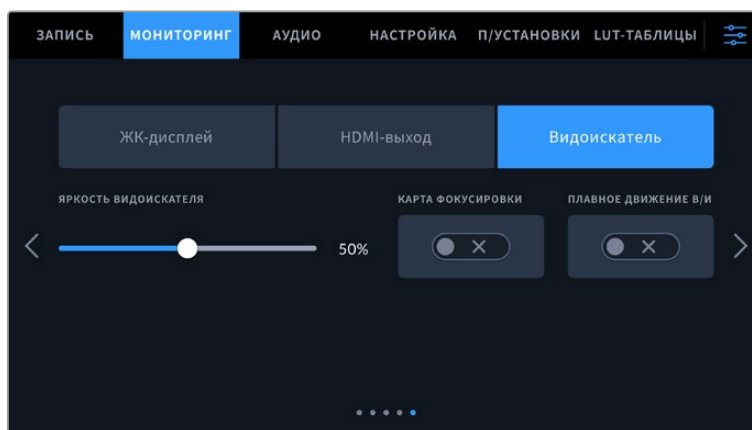 ЗАПИСЬ МОНИТОРИНГ АУДИО НАСТРОЙКА П/УСТАНОВКИ LUT-ТАБЛИЦЫ
ЖК-дисплей HDMI-выход Видоискатель
ЯРКОСТЬ ВИДОИСКАТЕЛЯ КАРТА ФОКУСИРОВКИ ПЛАВНОЕ ДВИЖЕНИЕ В/И
50%